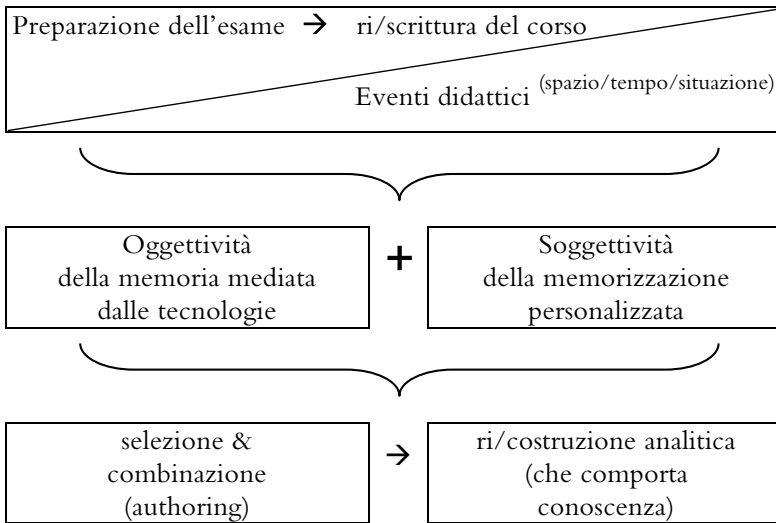 Preparazione dell’esame → ri/scrittura del corso
Eventi didattici (spazio/tempo/situazione)
Oggettività
della memoria mediata
dalle tecnologie
+
Soggettività
della memorizzazione
personalizzata
selezione &
combinazione
(authoring)
→
ri/costruzione analitica
(che comporta
conoscenza)